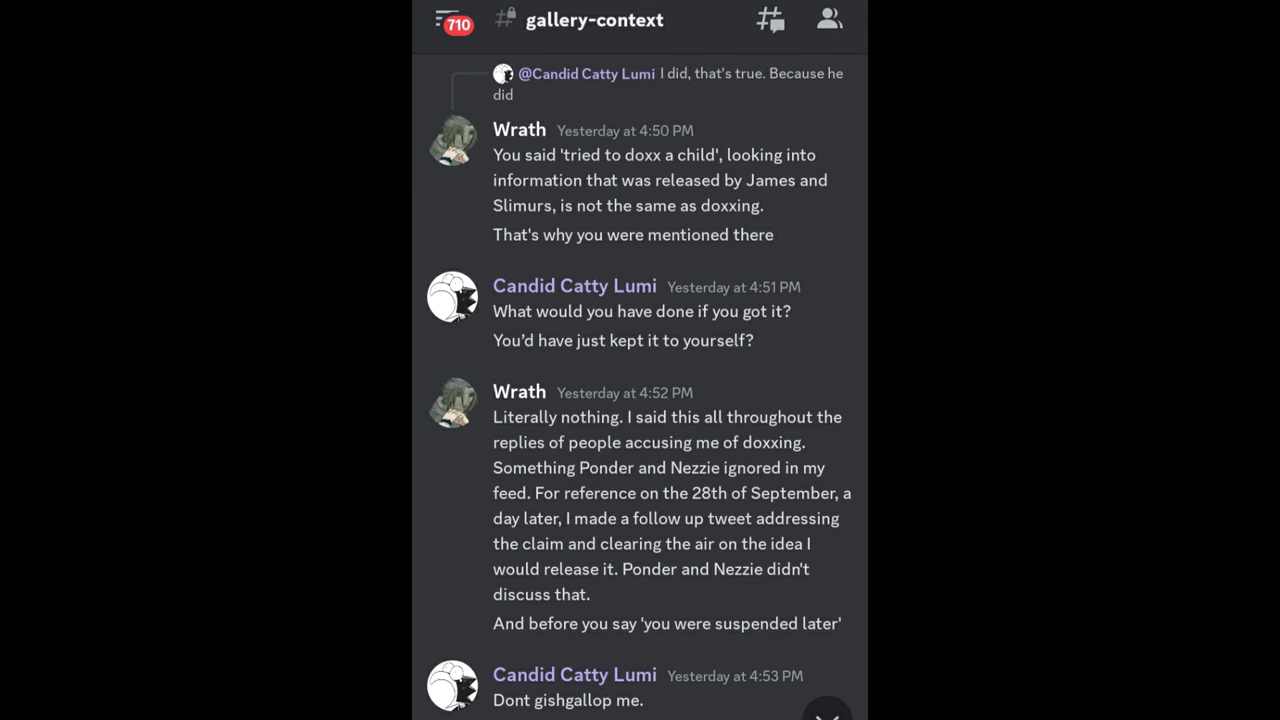 710
gallery-context
@Candid Catty Lumi I did, that's true. Because he
did
Wrath Yesterday at 4:50 PM
You said 'tried to doxx a child', looking into
information that was released by James and
Slimurs, is not the same as doxxing.
That's why you were mentioned there
Candid Catty Lumi Yesterday at 4:51 PM
What would you have done if you got it?
You'd have just kept it to yourself?
Wrath Yesterday at 4:52 PM
Literally nothing. I said this all throughout the
replies of people accusing me of doxxing.
Something Ponder and Nezzie ignored in my
feed. For reference on the 28th of September, a
day later, I made a follow up tweet addressing
the claim and clearing the air on the idea I
would release it. Ponder and Nezzie didn't
discuss that.
And before you say 'you were suspended later'
Candid Catty Lumi Yesterday at 4:53 PM
Dont gishgallop me.